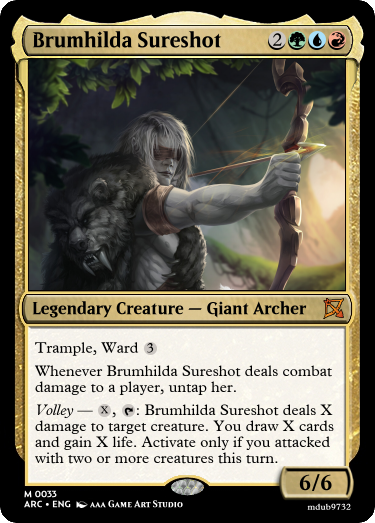 Brumhilda Sureshot 2
Legendary Creature — Giant Archer
Trample, Ward 3
Whenever Brumhilda Sureshot deals combat
damage to a player, untap her.
Volley — X, : Brumhilda Sureshot deals X
damage to target creature. You draw X cards
and gain X life. Activate only if you attacked
with two or more creatures this turn.
6/6
M 0033
ARC • ENG AAA Game Art Studio
mdub9732